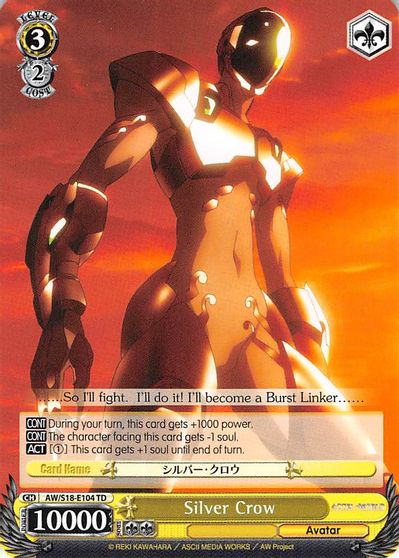 LEVEL
3
2
COST
......So I'll fight. I'll do it! I'll become a Burst Linker......
CONT During your turn, this card gets +1000 power.
CONT The character facing this card gets -1 soul.
ACT [①] This card gets +1 soul until end of turn.
Card Name
シルバー・クロウ
CH AW/S18-E104 TD
Silver Crow
POWER 10000 SOUL
Avatar
© REKI KAWAHARA / ASCII MEDIA WORKS / AW Project